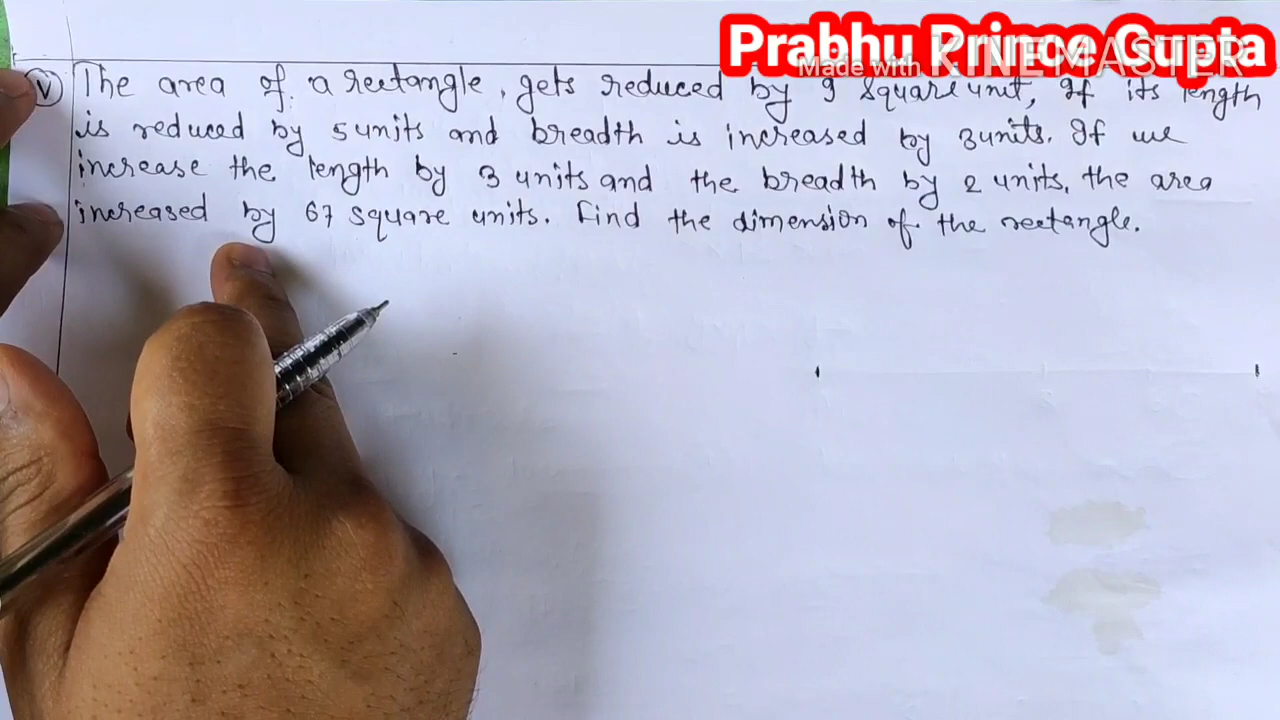 Prabhu Prince Gupta
Made with KINEMASTER
(V) The area of a rectangle, gets reduced by 9 square unit, If its length
is reduced by 5 units and breadth is increased by 3 units. If we
increase the length by 3 units and the breadth by 2 units, the area
increased by 67 square units. Find the dimension of the rectangle.